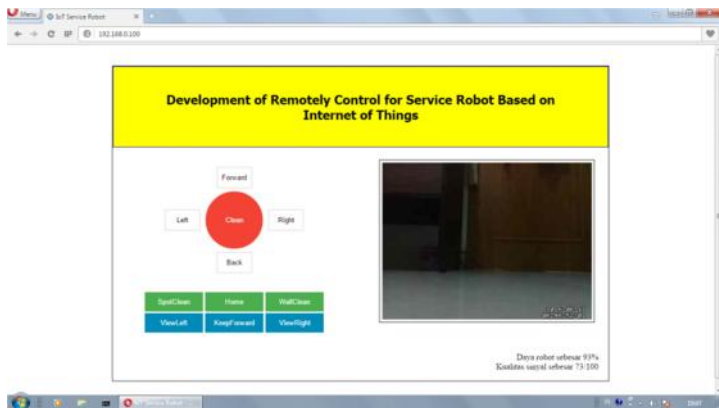 Menu
IoT Service Robot
192.168.0.100
Development of Remotely Control for Service Robot Based on
Internet of Things
Forward
Left
Clean
Right
Back
SpotClean Home WallClean
ViewLeft KeepForward ViewRight
Daya robot sebesar 93%
Kualitas sinyal sebesar 73/100